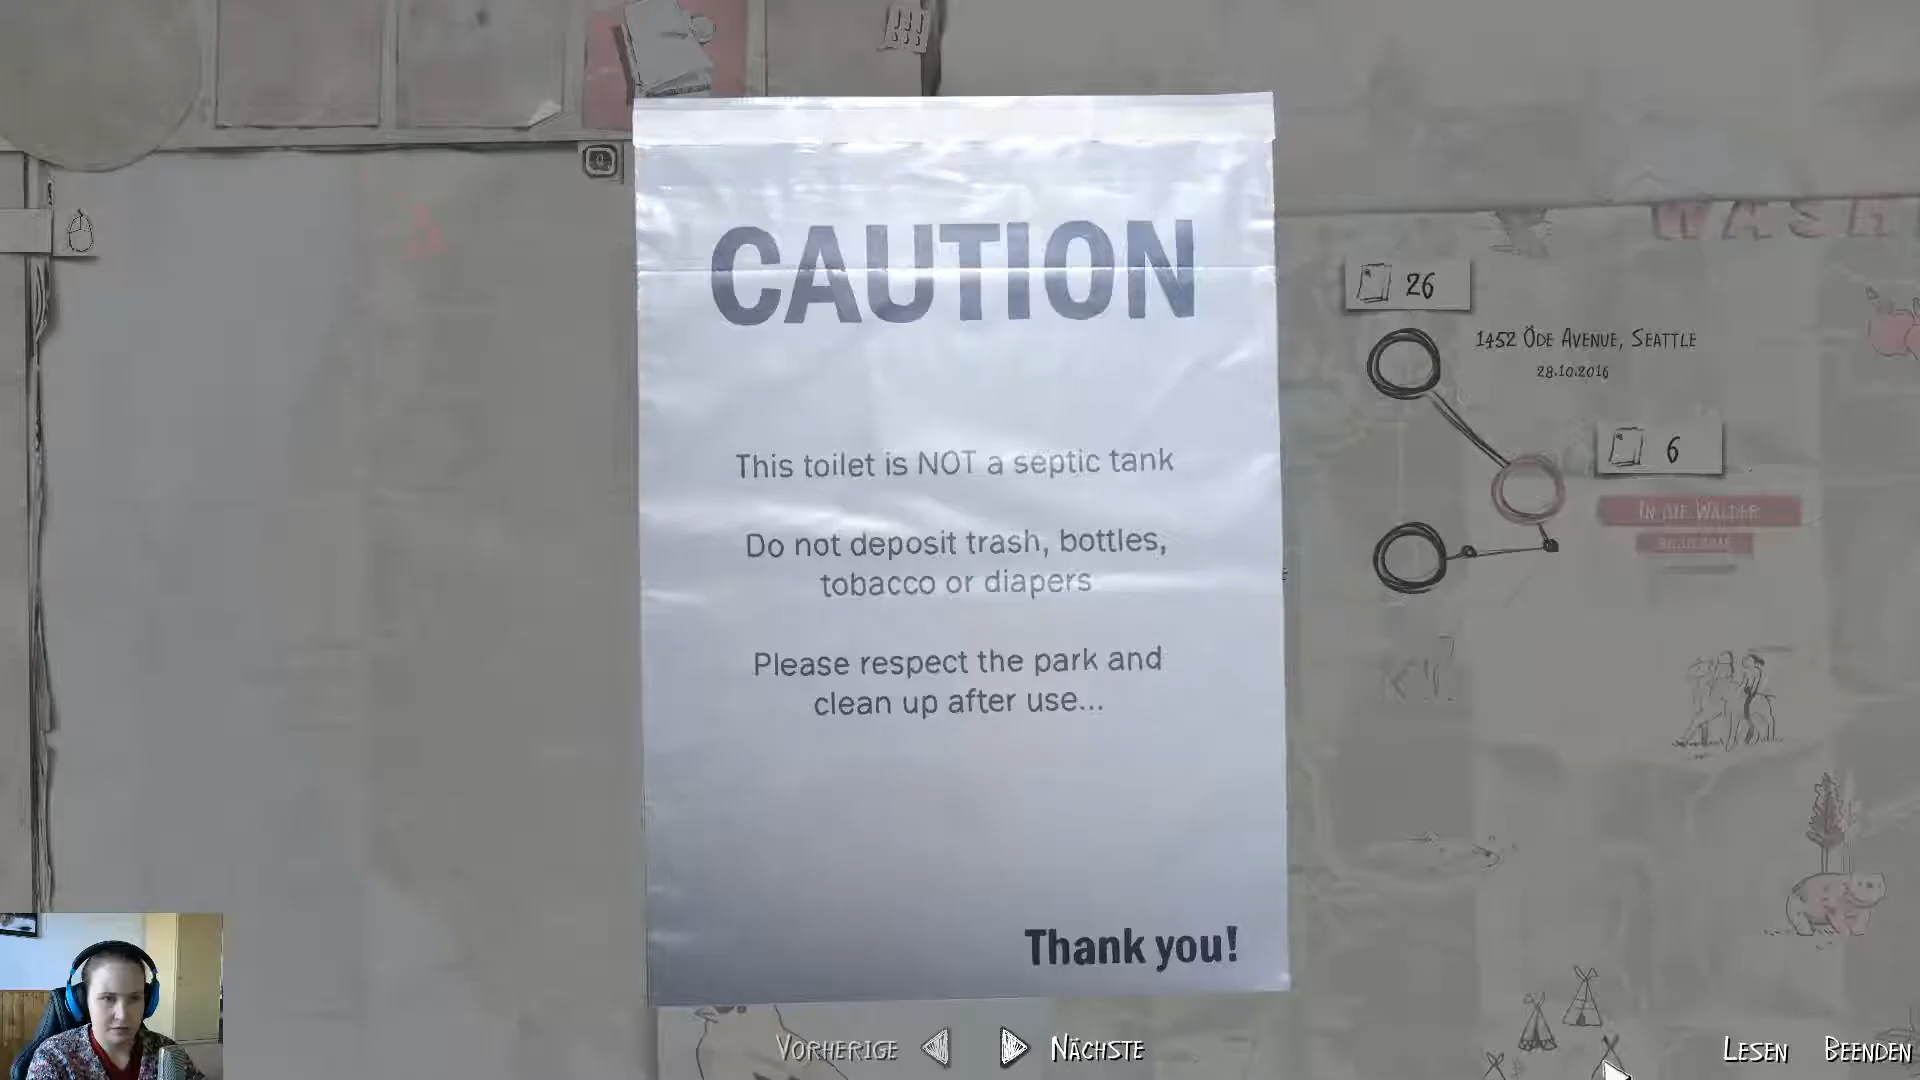 WASH
CAUTION
26
1452 Öde Avenue, Seattle
28.10.2016
6
This toilet is NOT a septic tank
In die Wälder
Do not deposit trash, bottles,
tobacco or diapers
Please respect the park and
clean up after use...
Thank you!
Vorherige
Nächste
Lesen
Beenden